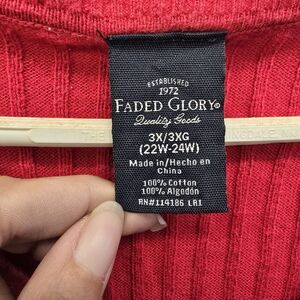 ESTABLISHED
1972
FADED GLORY®
Quality Goods
3X/3XG
(22W-24W)
Made in/Hecho en
China
100% Cotton
100% Algodón
RN#114186 LR1